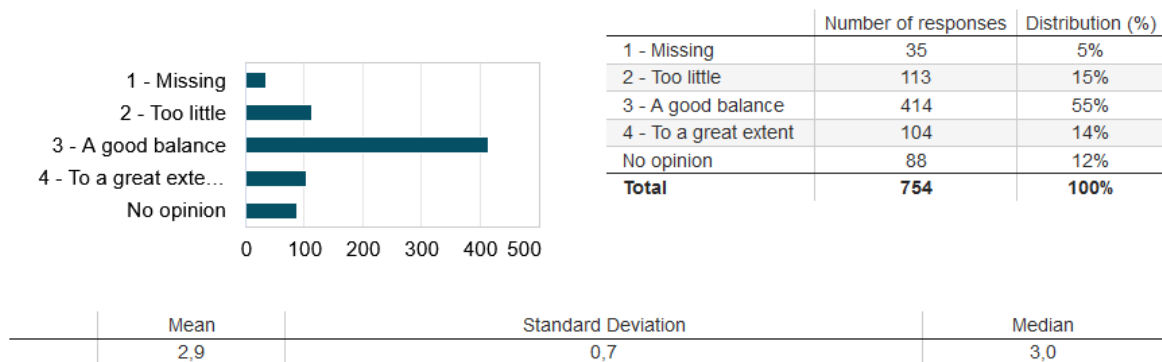 Number of responses Distribution (%)
1 - Missing 35 5%
2 - Too little 113 15%
3 - A good balance 414 55%
4 - To a great extent 104 14%
No opinion 88 12%
Total 754 100%
1 - Missing
2 - Too little
3 - A good balance
4 - To a great exte...
No opinion
0 100 200 300 400 500
Mean Standard Deviation Median
2,9 0,7 3,0